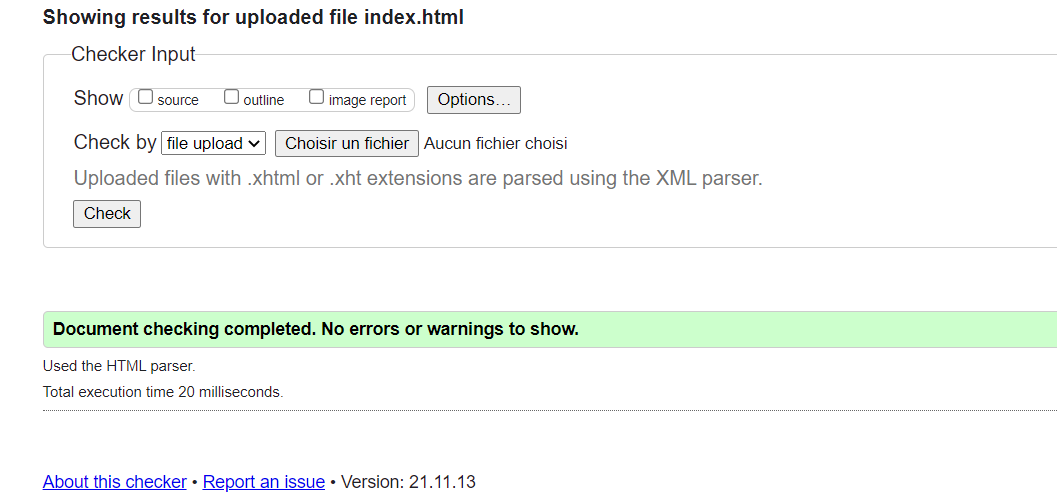 Showing results for uploaded file index.html
Checker Input
Show source outline image report Options...
Check by file upload Choisir un fichier Aucun fichier choisi
Uploaded files with .xhtml or .xht extensions are parsed using the XML parser.
Check
Document checking completed. No errors or warnings to show.
Used the HTML parser.
Total execution time 20 milliseconds.
About this checker • Report an issue • Version: 21.11.13